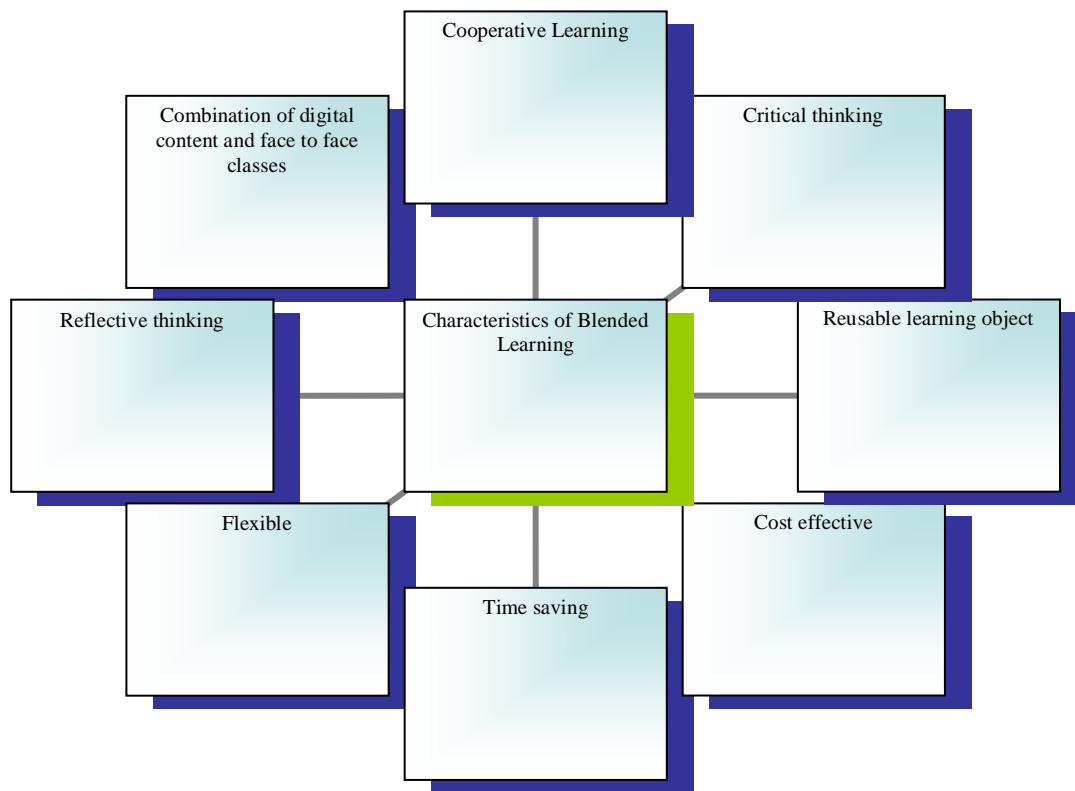 Cooperative Learning
Combination of digital
content and face to face
classes
Critical thinking
Reflective thinking
Characteristics of Blended
Learning
Reusable learning object
Flexible
Cost effective
Time saving